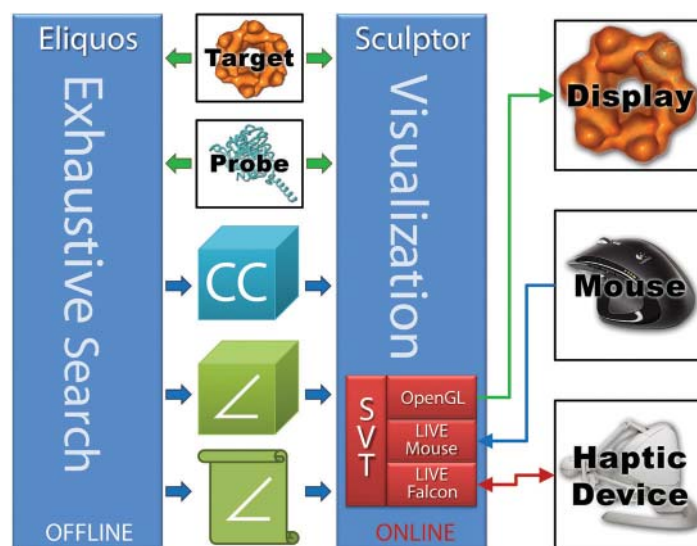 Eliquos
Exhaustive Search
OFFLINE
Target
Probe
CC
Sculptor
Visualization
SVT
OpenGL
LIVE
Mouse
LIVE
Falcon
ONLINE
Display
Mouse
Haptic
Device